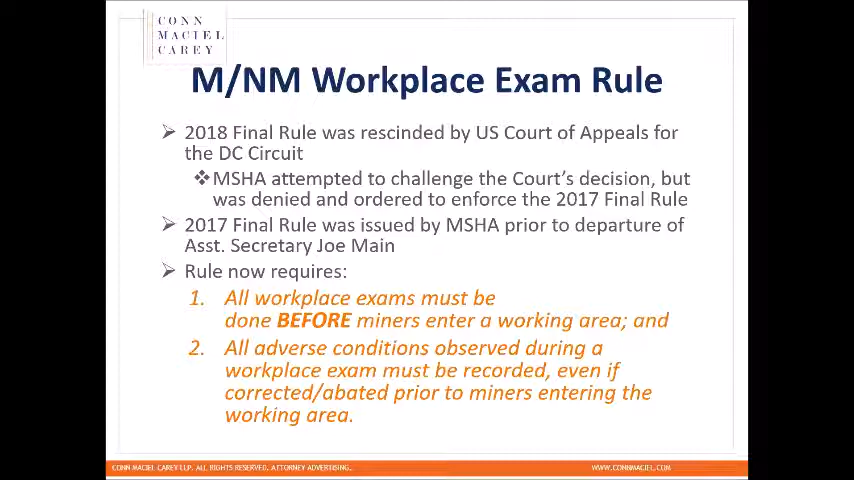 CONN
MACIEL
CAREY
M/NM Workplace Exam Rule
➢ 2018 Final Rule was rescinded by US Court of Appeals for
the DC Circuit
❖MSHA attempted to challenge the Court's decision, but
was denied and ordered to enforce the 2017 Final Rule
➢ 2017 Final Rule was issued by MSHA prior to departure of
Asst. Secretary Joe Main
➢ Rule now requires:
1. All workplace exams must be
done BEFORE miners enter a working area; and
2. All adverse conditions observed during a
workplace exam must be recorded, even if
corrected/abated prior to miners entering the
working area.
CONN MACIEL CAREY LLP. ALL RIGHTS RESERVED. ATTORNEY ADVERTISING.
WWW.CONNMACIEL.COM